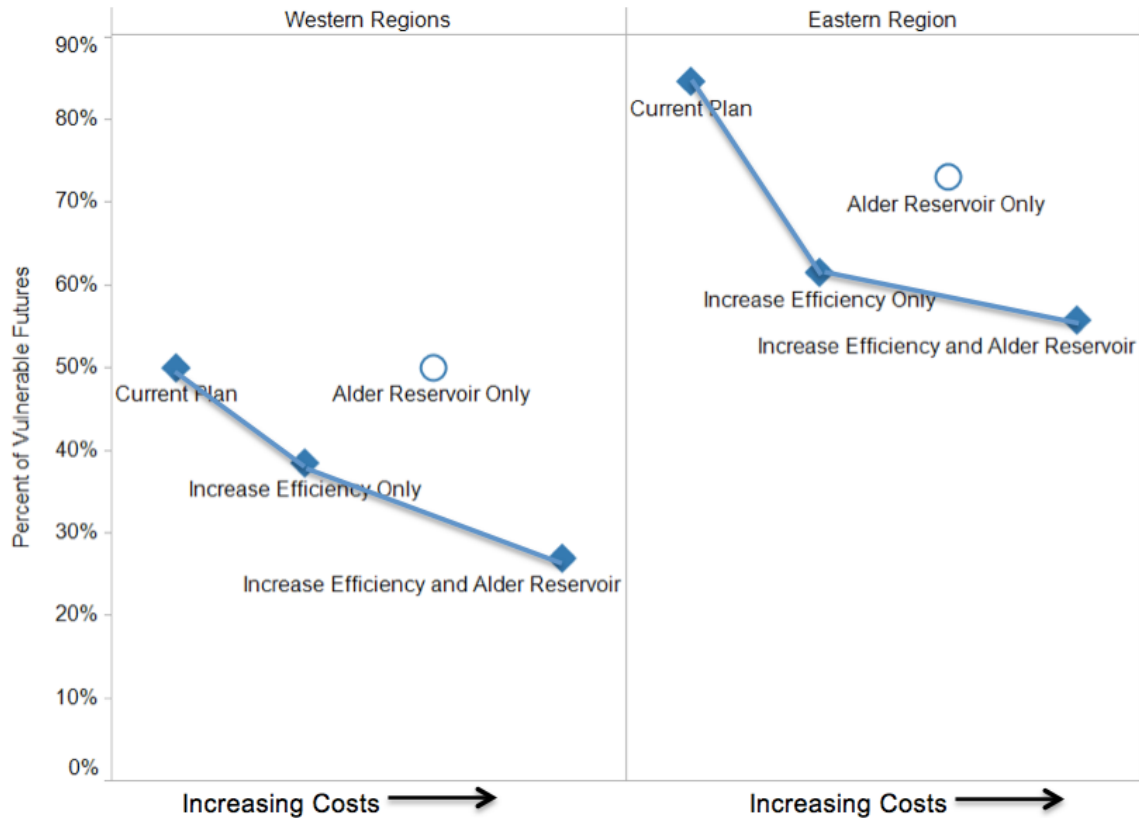 Western Regions
Eastern Region
Percent of Vulnerable Futures
90%
80%
70%
60%
50%
40%
30%
20%
10%
0%
Current Plan
Alder Reservoir Only
Increase Efficiency Only
Increase Efficiency and Alder Reservoir
Current Plan
Alder Reservoir Only
Increase Efficiency Only
Increase Efficiency and Alder Reservoir
Increasing Costs
Increasing Costs